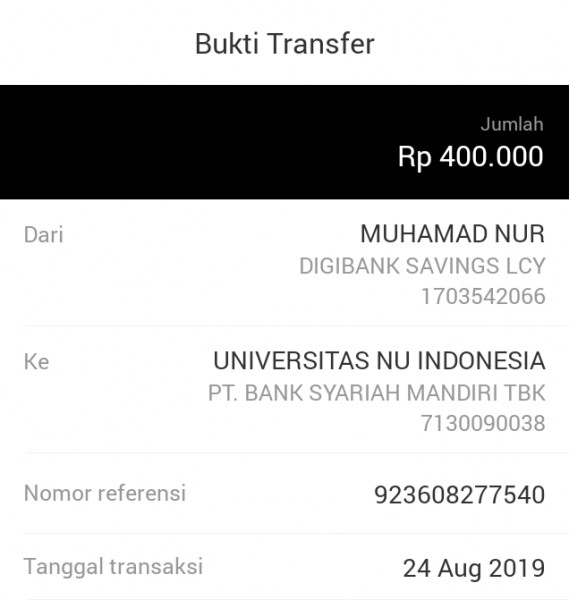 Bukti Transfer
Jumlah
Rp 400.000
Dari
MUHAMAD NUR
DIGIBANK SAVINGS LCY
1703542066
Ke
UNIVERSITAS NU INDONESIA
PT. BANK SYARIAH MANDIRI TBK
7130090038
Nomor referensi
923608277540
Tanggal transaksi
24 Aug 2019